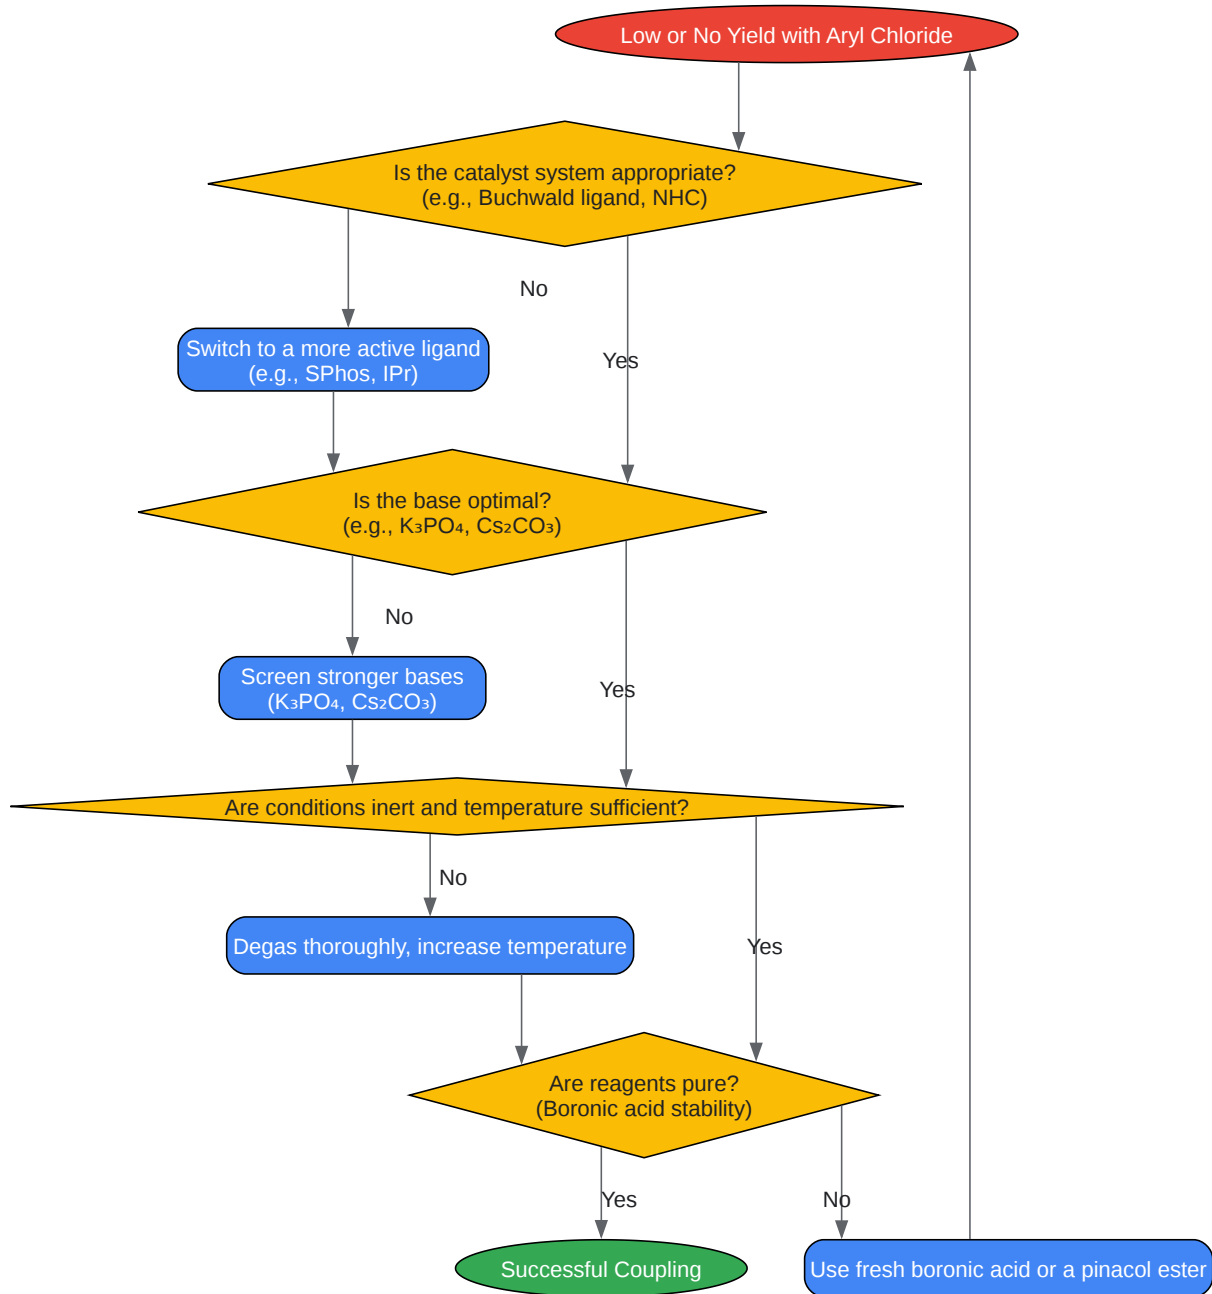 Low or No Yield with Aryl Chloride
Is the catalyst system appropriate?
(e.g., Buchwald ligand, NHC)
No
Switch to a more active ligand
(e.g., SPhos, IPr)
Yes
Is the base optimal?
(e.g., K₃PO₄, Cs₂CO₃)
No
Screen stronger bases
(K₃PO₄, Cs₂CO₃)
Yes
Are conditions inert and temperature sufficient?
No
Degas thoroughly, increase temperature
Yes
Are reagents pure?
(Boronic acid stability)
Yes
No
Successful Coupling
Use fresh boronic acid or a pinacol ester